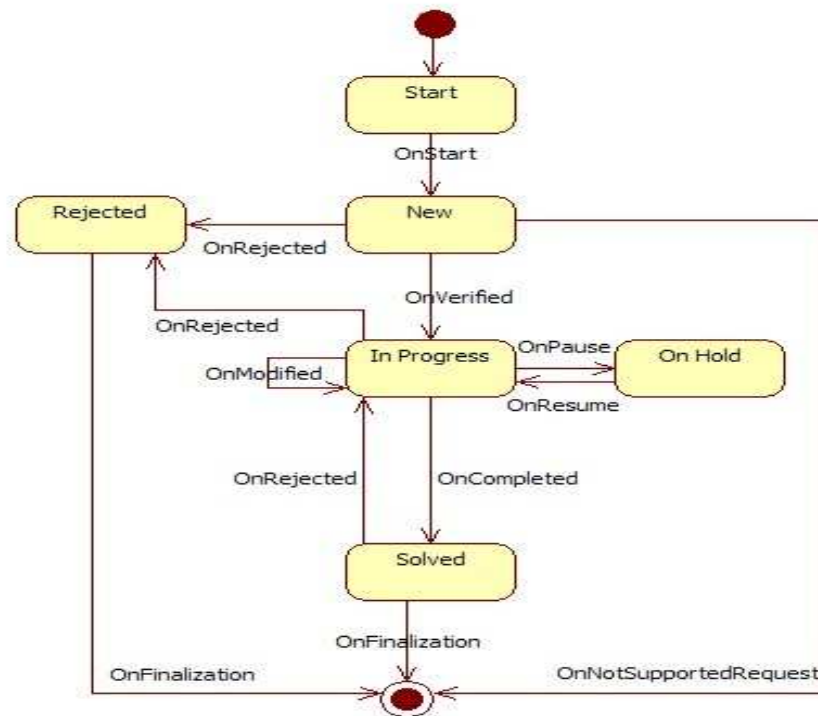 Start
OnStart
Rejected
New
OnRejected
OnVerified
OnRejected
In Progress
OnPause
On Hold
OnModified
OnResume
OnRejected
OnCompleted
Solved
OnFinalization
OnFinalization
OnNotSupportedRequest